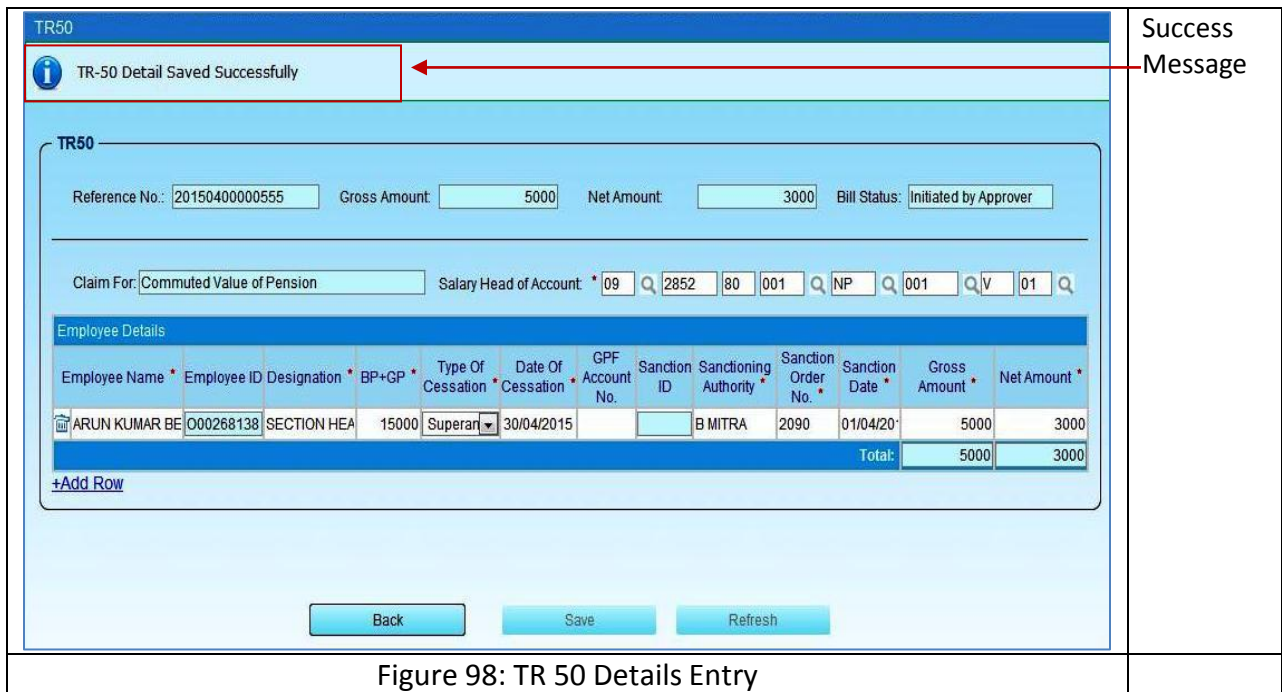 TR50
TR-50 Detail Saved Successfully
Success
Message
TR50
Reference No.: 20150400000555 Gross Amount: 5000 Net Amount: 3000 Bill Status: Initiated by Approver
Claim For: Commuted Value of Pension Salary Head of Account: * 09 2852 80 001 NP 001 V 01
Employee Details
Employee Name * Employee ID Designation * BP+GP * Type Of Cessation * Date Of Cessation * GPF Account No. Sanction ID Sanctioning Authority * Sanction Order No. * Sanction Date * Gross Amount * Net Amount *
ARUN KUMAR BE 000268138 SECTION HEA 15000 Superan 30/04/2015 B MITRA 2090 01/04/20 5000 3000
Total: 5000 3000
+Add Row
Back Save Refresh
Figure 98: TR 50 Details Entry